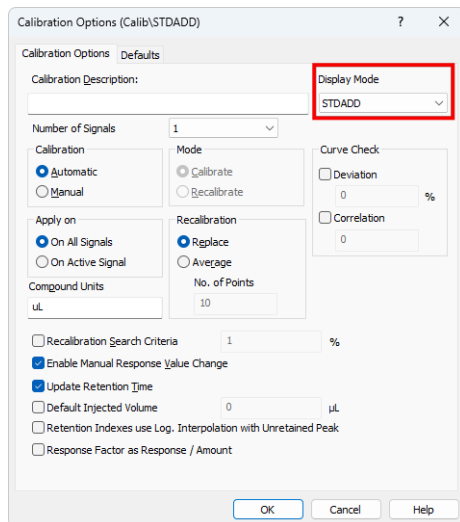 Calibration Options (Calib\STDADD)
?
Calibration Options
Defaults
Calibration Description:
Display Mode
STDADD
Number of Signals
1
Calibration
Automatic
Manual
Mode
Calibrate
Recalibrate
Curve Check
Deviation
0
%
Correlation
0
Apply on
On All Signals
On Active Signal
Recalibration
Replace
Average
No. of Points
10
Compound Units
uL
Recalibration Search Criteria
1
%
Enable Manual Response Value Change
Update Retention Time
Default Injected Volume
0
µL
Retention Indexes use Log. Interpolation with Unretained Peak
Response Factor as Response / Amount
OK
Cancel
Help